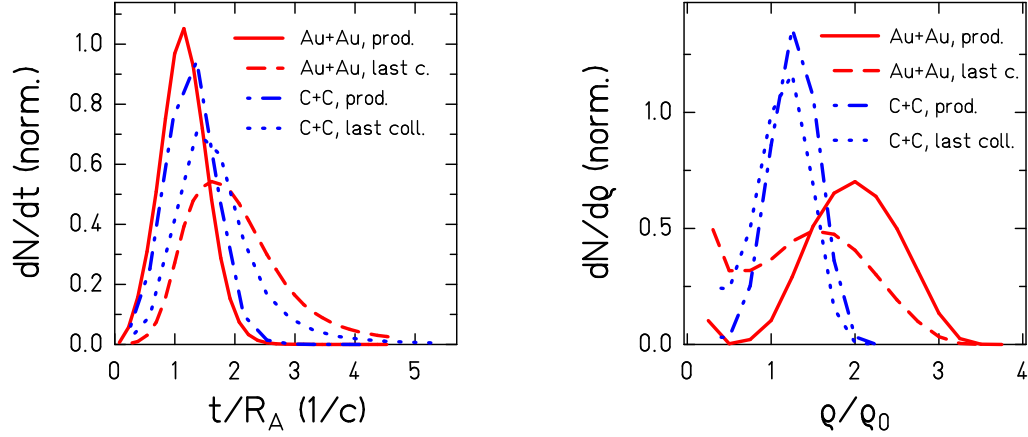 dN/dt (norm.)
1.0
0.8
0.6
0.4
0.2
0.0
0 1 2 3 4 5
t/R_A (1/c)
Au+Au, prod.
Au+Au, last c.
C+C, prod.
C+C, last coll.
dN/dϱ (norm.)
1.0
0.5
0.0
0 1 2 3 4
ϱ/ϱ₀
Au+Au, prod.
Au+Au, last c.
C+C, prod.
C+C, last coll.